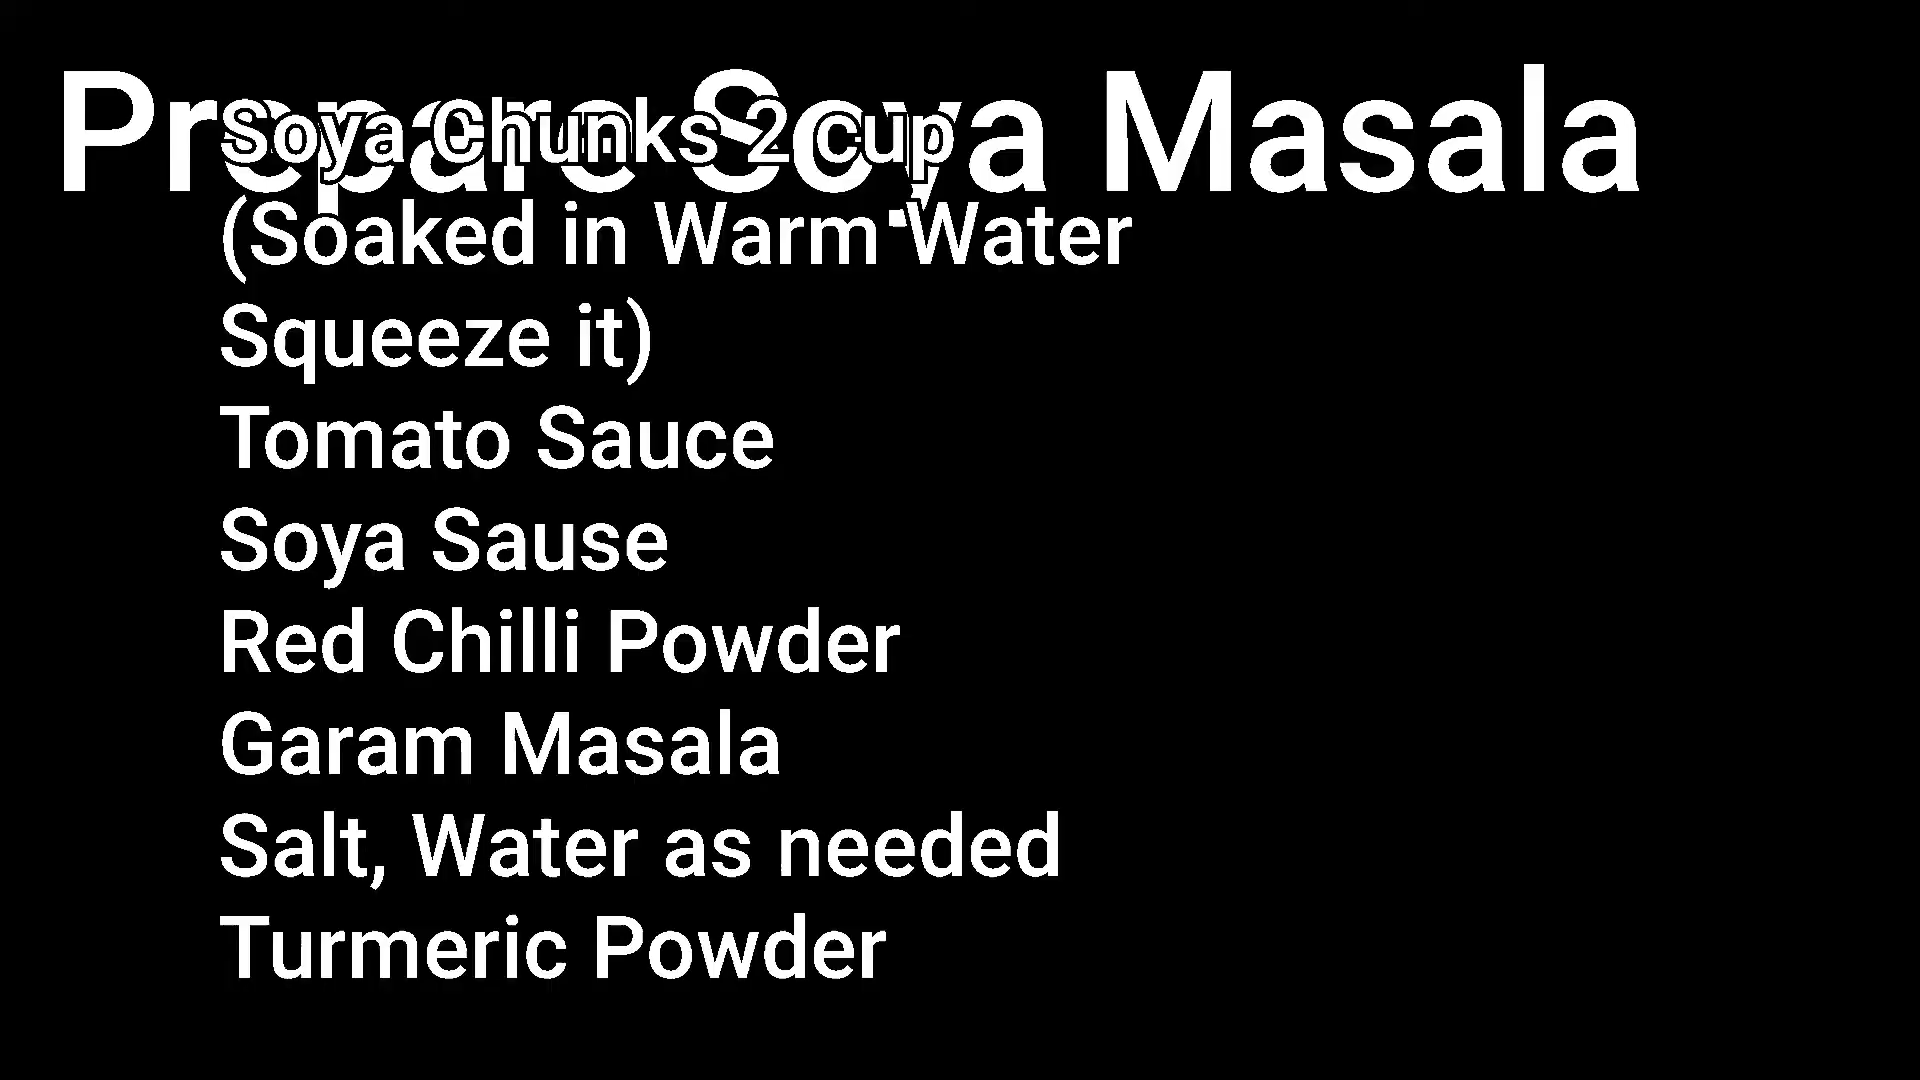 Prepare Soya Masala
Soya Chunks 2 cup
(Soaked in Warm Water
Squeeze it)
Tomato Sauce
Soya Sause
Red Chilli Powder
Garam Masala
Salt, Water as needed
Turmeric Powder